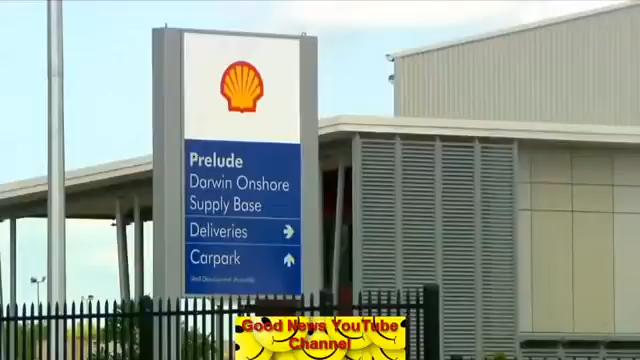 Prelude
Darwin Onshore
Supply Base
Deliveries
Carpark
Good News YouTube
Channel